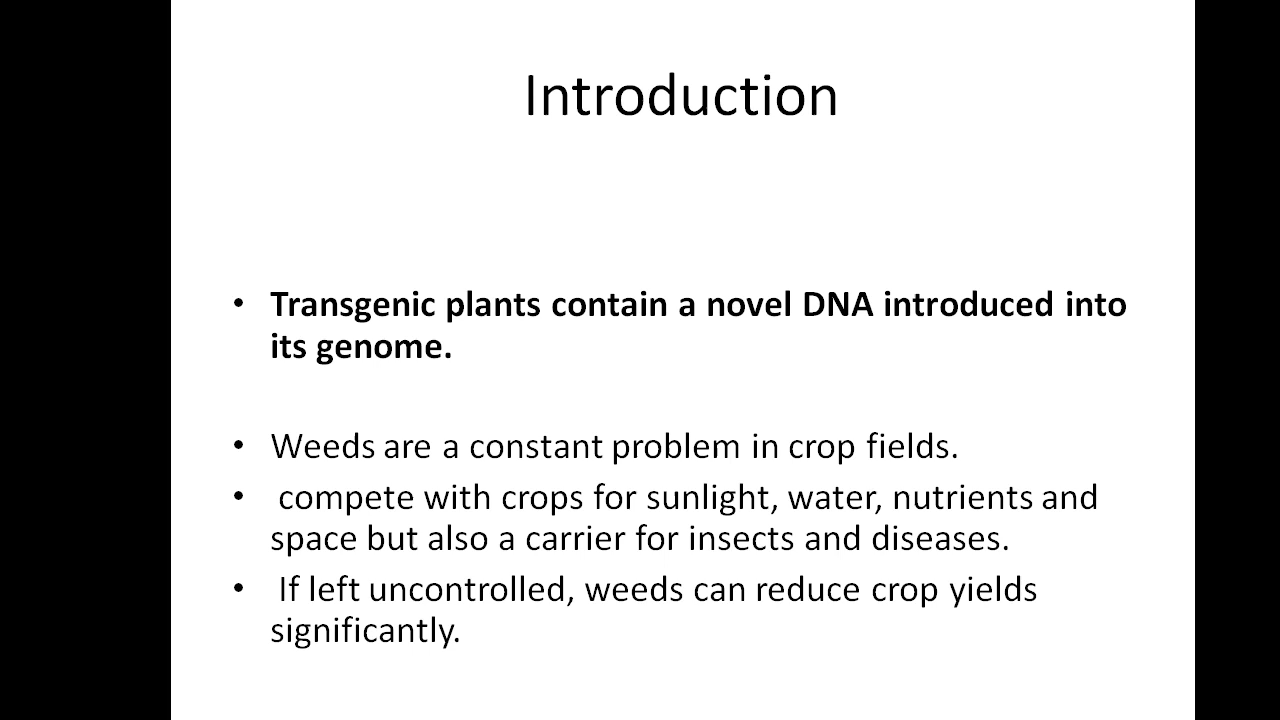 Introduction
• Transgenic plants contain a novel DNA introduced into
its genome.
• Weeds are a constant problem in crop fields.
• compete with crops for sunlight, water, nutrients and
space but also a carrier for insects and diseases.
• If left uncontrolled, weeds can reduce crop yields
significantly.